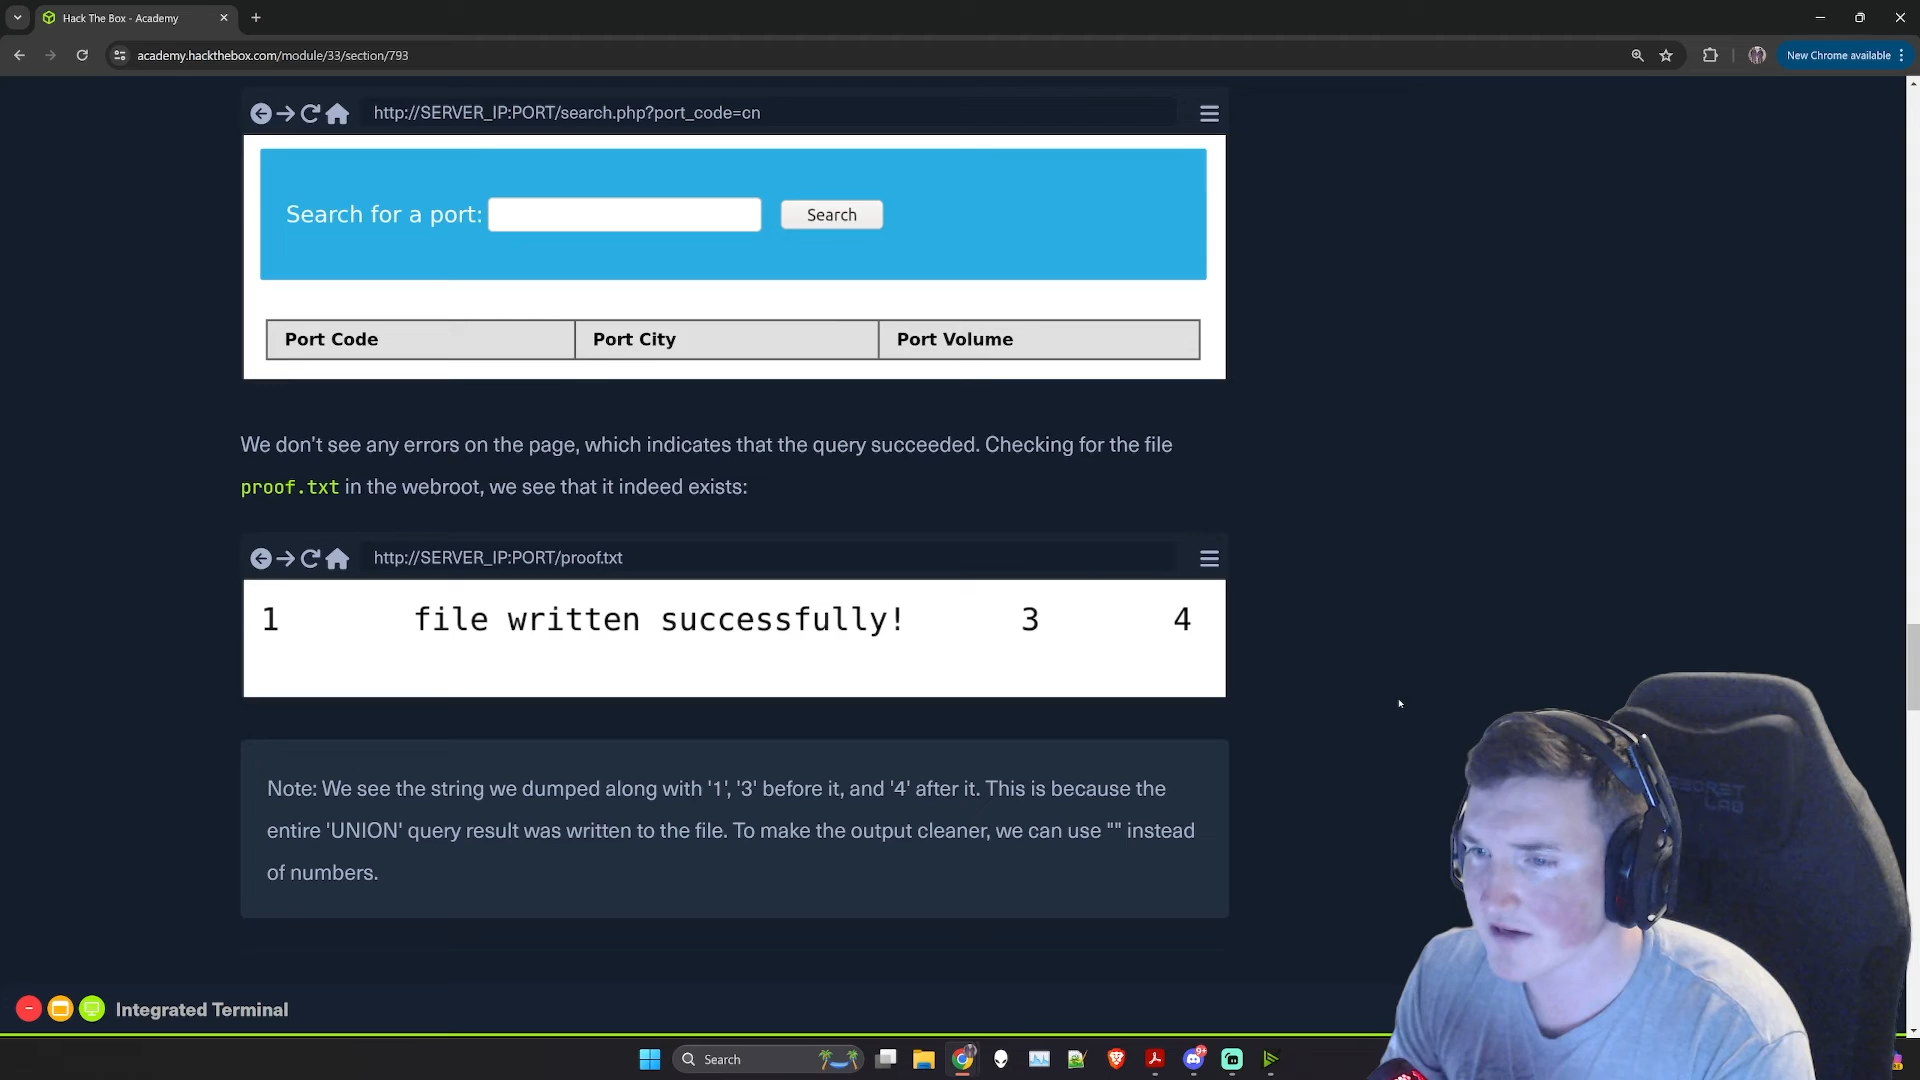 Hack The Box - Academy
academy.hackthebox.com/module/33/section/793
New Chrome available
http://SERVER_IP:PORT/search.php?port_code=cn
Search for a port:
Search
Port Code Port City Port Volume
We don't see any errors on the page, which indicates that the query succeeded. Checking for the file
proof.txt in the webroot, we see that it indeed exists:
http://SERVER_IP:PORT/proof.txt
1 file written successfully! 3 4
Note: We see the string we dumped along with '1', '3' before it, and '4' after it. This is because the
entire 'UNION' query result was written to the file. To make the output cleaner, we can use "" instead
of numbers.
Integrated Terminal
Search